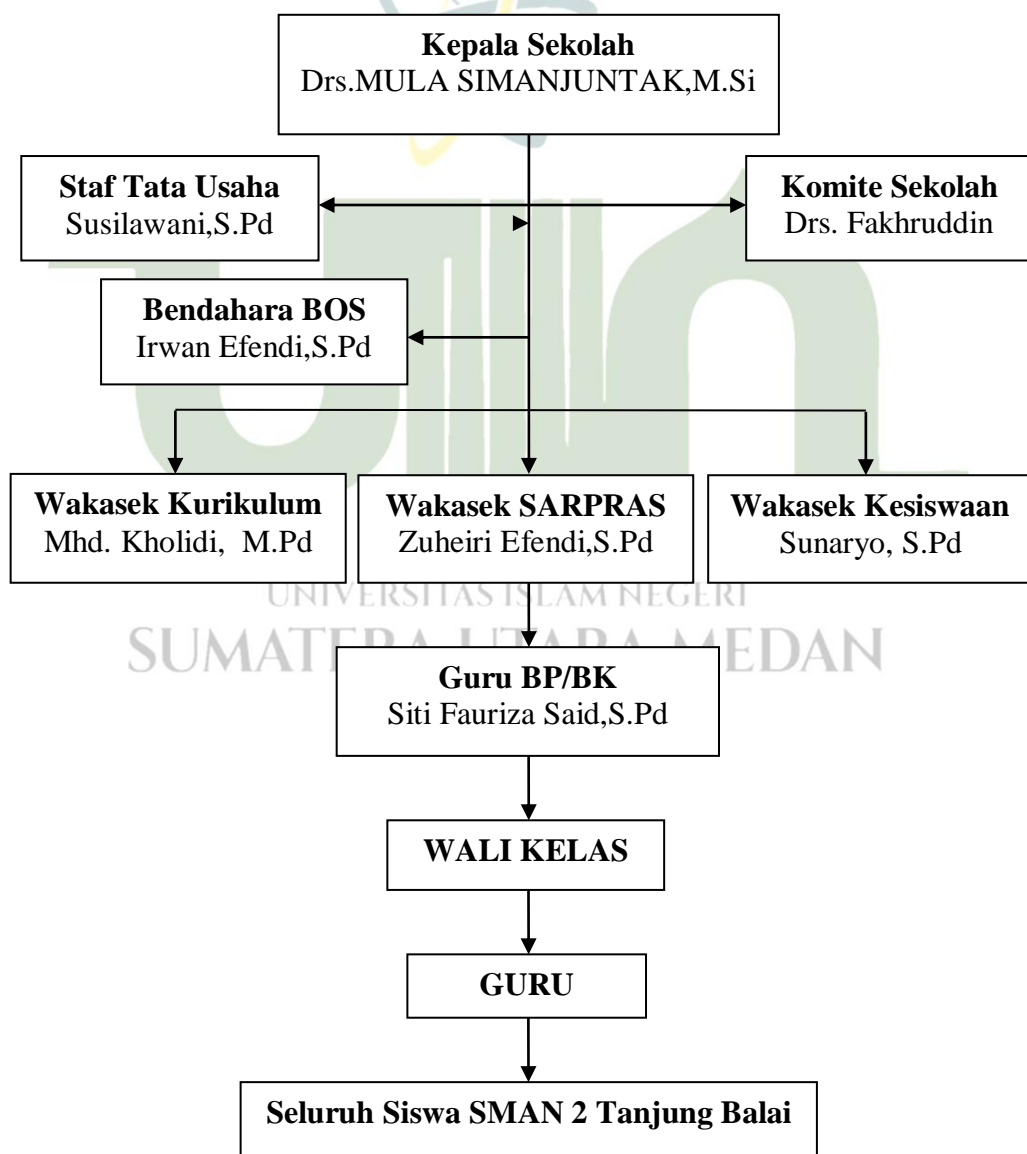 Kepala Sekolah
Drs.MULA SIMANJUNTAK,M.Si
Staf Tata Usaha
Susilawani,S.Pd
Komite Sekolah
Drs. Fakhruddin
Bendahara BOS
Irwan Efendi,S.Pd
Wakasek Kurikulum
Mhd. Kholidi, M.Pd
Wakasek SARPRAS
Zuheiri Efendi,S.Pd
Wakasek Kesiswaan
Sunaryo, S.Pd
UNIVERSITAS ISLAM NEGERI
SUMATERA UTARA MEDAN
Guru BP/BK
Siti Fauriza Said,S.Pd
WALI KELAS
GURU
Seluruh Siswa SMAN 2 Tanjung Balai